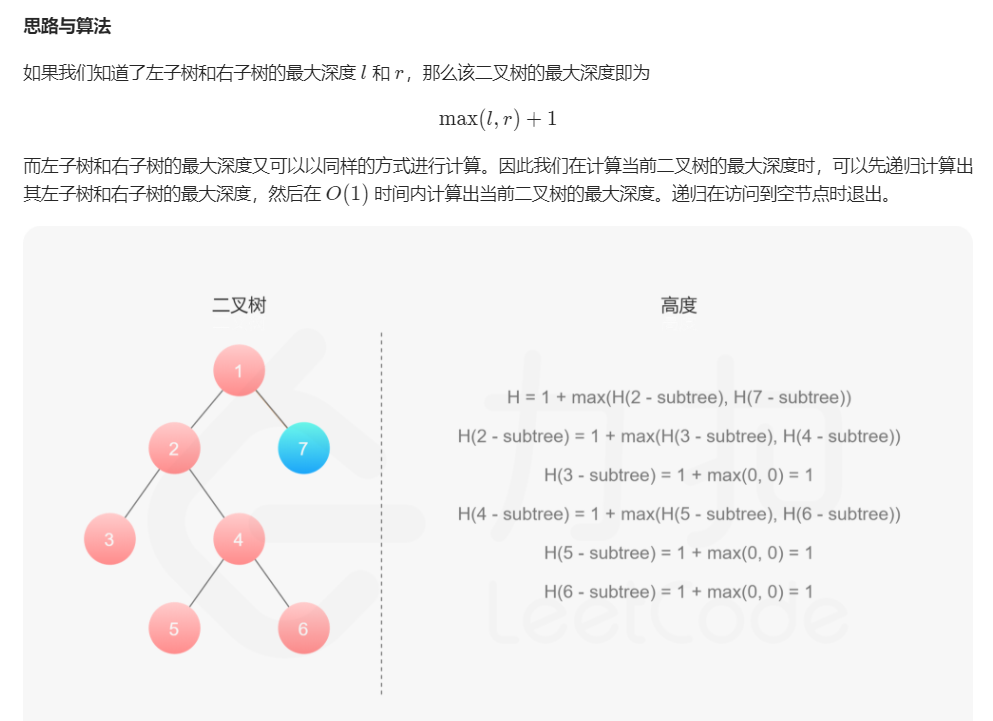 思路与算法
如果我们知道了左子树和右子树的最大深度 l 和 r，那么该二叉树的最大深度即为
max(l, r) + 1
而左子树和右子树的最大深度又可以以同样的方式进行计算。因此我们在计算当前二叉树的最大深度时，可以先递归计算出
其左子树和右子树的最大深度，然后在 O(1) 时间内计算出当前二叉树的最大深度。递归在访问到空节点时退出。
二叉树
1
2
7
3
4
5
6
高度
H = 1 + max(H(2 - subtree), H(7 - subtree))
H(2 - subtree) = 1 + max(H(3 - subtree), H(4 - subtree))
H(3 - subtree) = 1 + max(0, 0) = 1
H(4 - subtree) = 1 + max(H(5 - subtree), H(6 - subtree))
H(5 - subtree) = 1 + max(0, 0) = 1
H(6 - subtree) = 1 + max(0, 0) = 1
力扣
LeetCode